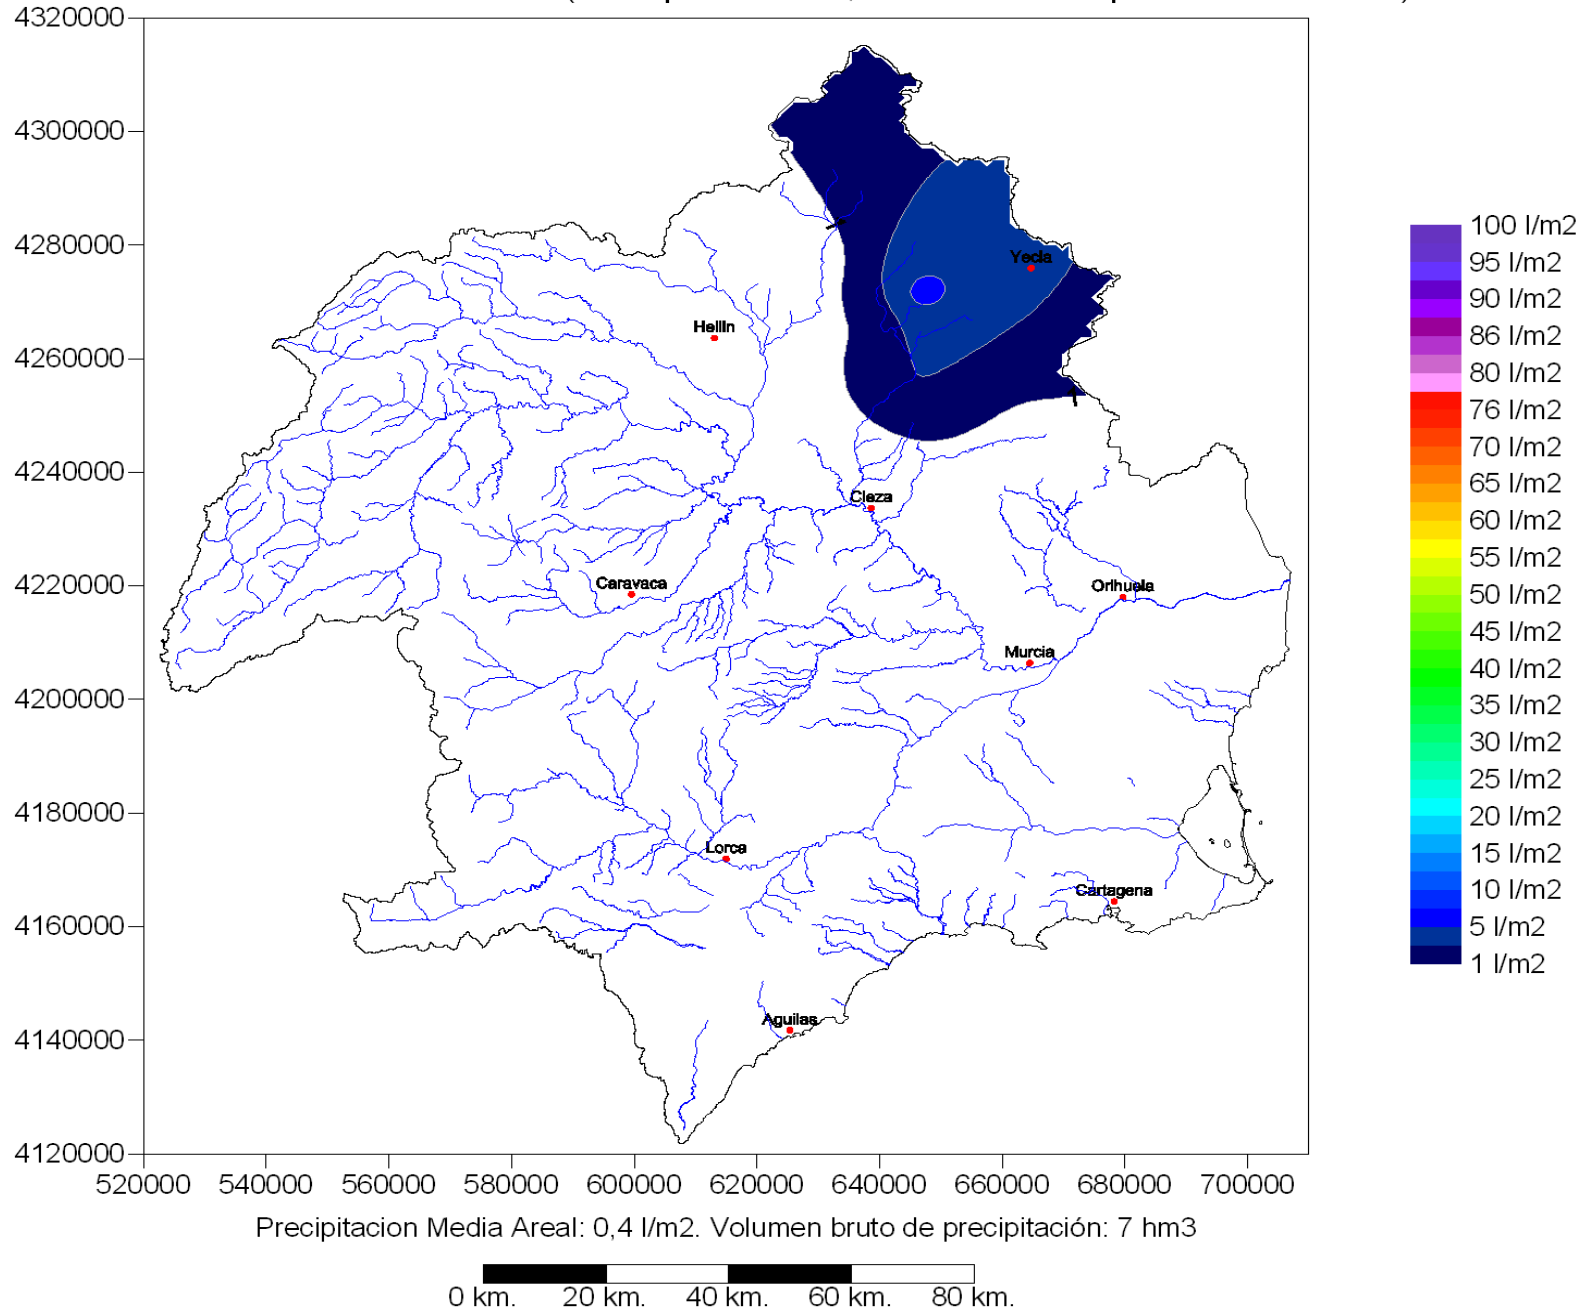 4320000
4300000
4280000
4260000
4240000
4220000
4200000
4180000
4160000
4140000
4120000
520000 540000 560000 580000 600000 620000 640000 660000 680000 700000
Yecla
Hellin
Cieza
Caravaca
Orihuela
Murcia
Lorca
Cartagena
Aguilas
100 l/m2
95 l/m2
90 l/m2
86 l/m2
80 l/m2
76 l/m2
70 l/m2
65 l/m2
60 l/m2
55 l/m2
50 l/m2
45 l/m2
40 l/m2
35 l/m2
30 l/m2
25 l/m2
20 l/m2
15 l/m2
10 l/m2
5 l/m2
1 l/m2
Precipitacion Media Areal: 0,4 l/m2. Volumen bruto de precipitación: 7 hm3
0 km. 20 km. 40 km. 60 km. 80 km.